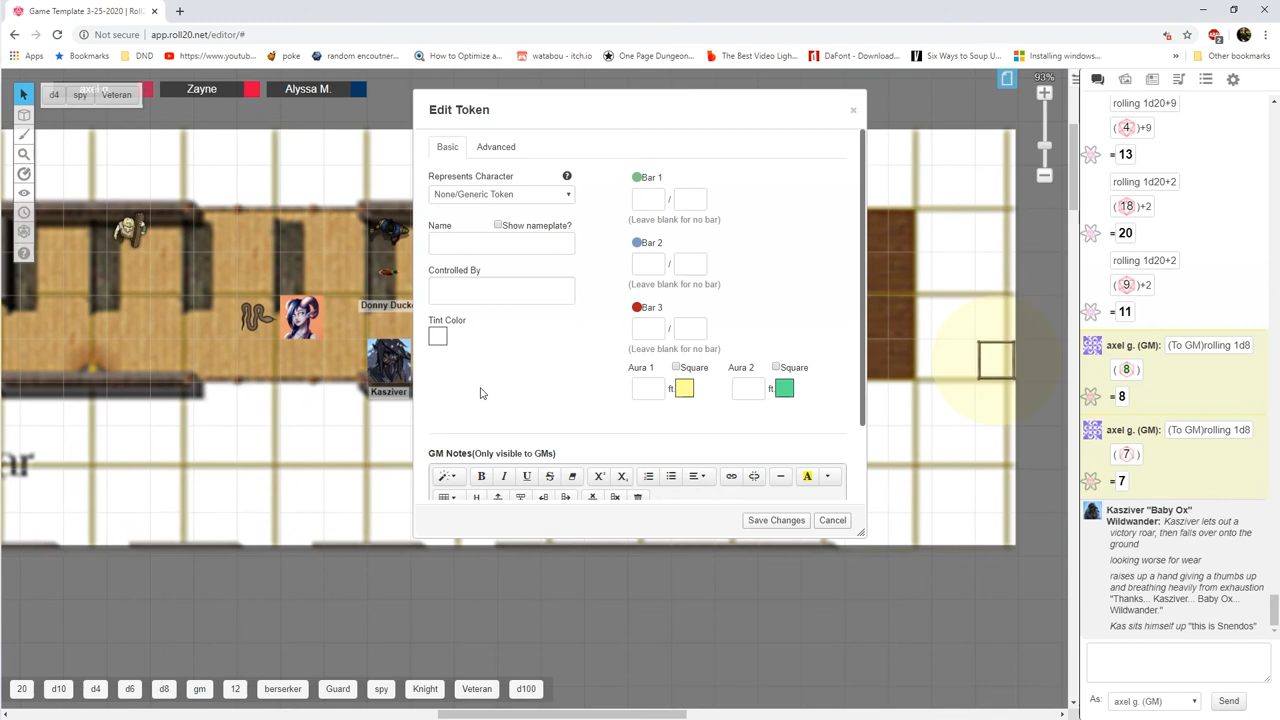 Game Template 3-25-2020 | Roll2
Not secure | app.roll20.net/editor/#
Apps Bookmarks DND https://www.youtub... poke random encoutner... How to Optimize a... watabou - itch.io One Page Dungeon... The Best Video Ligh... DaFont - Download... Six Ways to Soup U... Installing windows... » Other bookmarks
d4 spy Veteran Zayne Alyssa M.
93%
Edit Token
×
Basic Advanced
Represents Character
None/Generic Token
Name Show nameplate?
Controlled By
Tint Color
Bar 1
/
(Leave blank for no bar)
Bar 2
/
(Leave blank for no bar)
Bar 3
/
(Leave blank for no bar)
Aura 1 Square Aura 2 Square
ft. ft.
GM Notes(Only visible to GMs)
B I U S X² X₂ A
H
Save Changes Cancel
Donny Duck
Kasziver
ar
rolling 1d20+9
(4)+9
= 13
rolling 1d20+2
(18)+2
= 20
rolling 1d20+2
(9)+2
= 11
axel g. (GM): (To GM)rolling 1d8
(8)
= 8
axel g. (GM): (To GM)rolling 1d8
(7)
= 7
Kasziver "Baby Ox"
Wildwander: Kasziver lets out a
victory roar, then falls over onto the
ground
looking worse for wear
raises up a hand giving a thumbs up
and breathing heavily from exhaustion
"Thanks... Kasziver... Baby Ox...
Wildwander."
Kas sits himself up "this is Snendos"
As: axel g. (GM) Send
20 d10 d4 d6 d8 gm 12 berserker Guard spy Knight Veteran d100